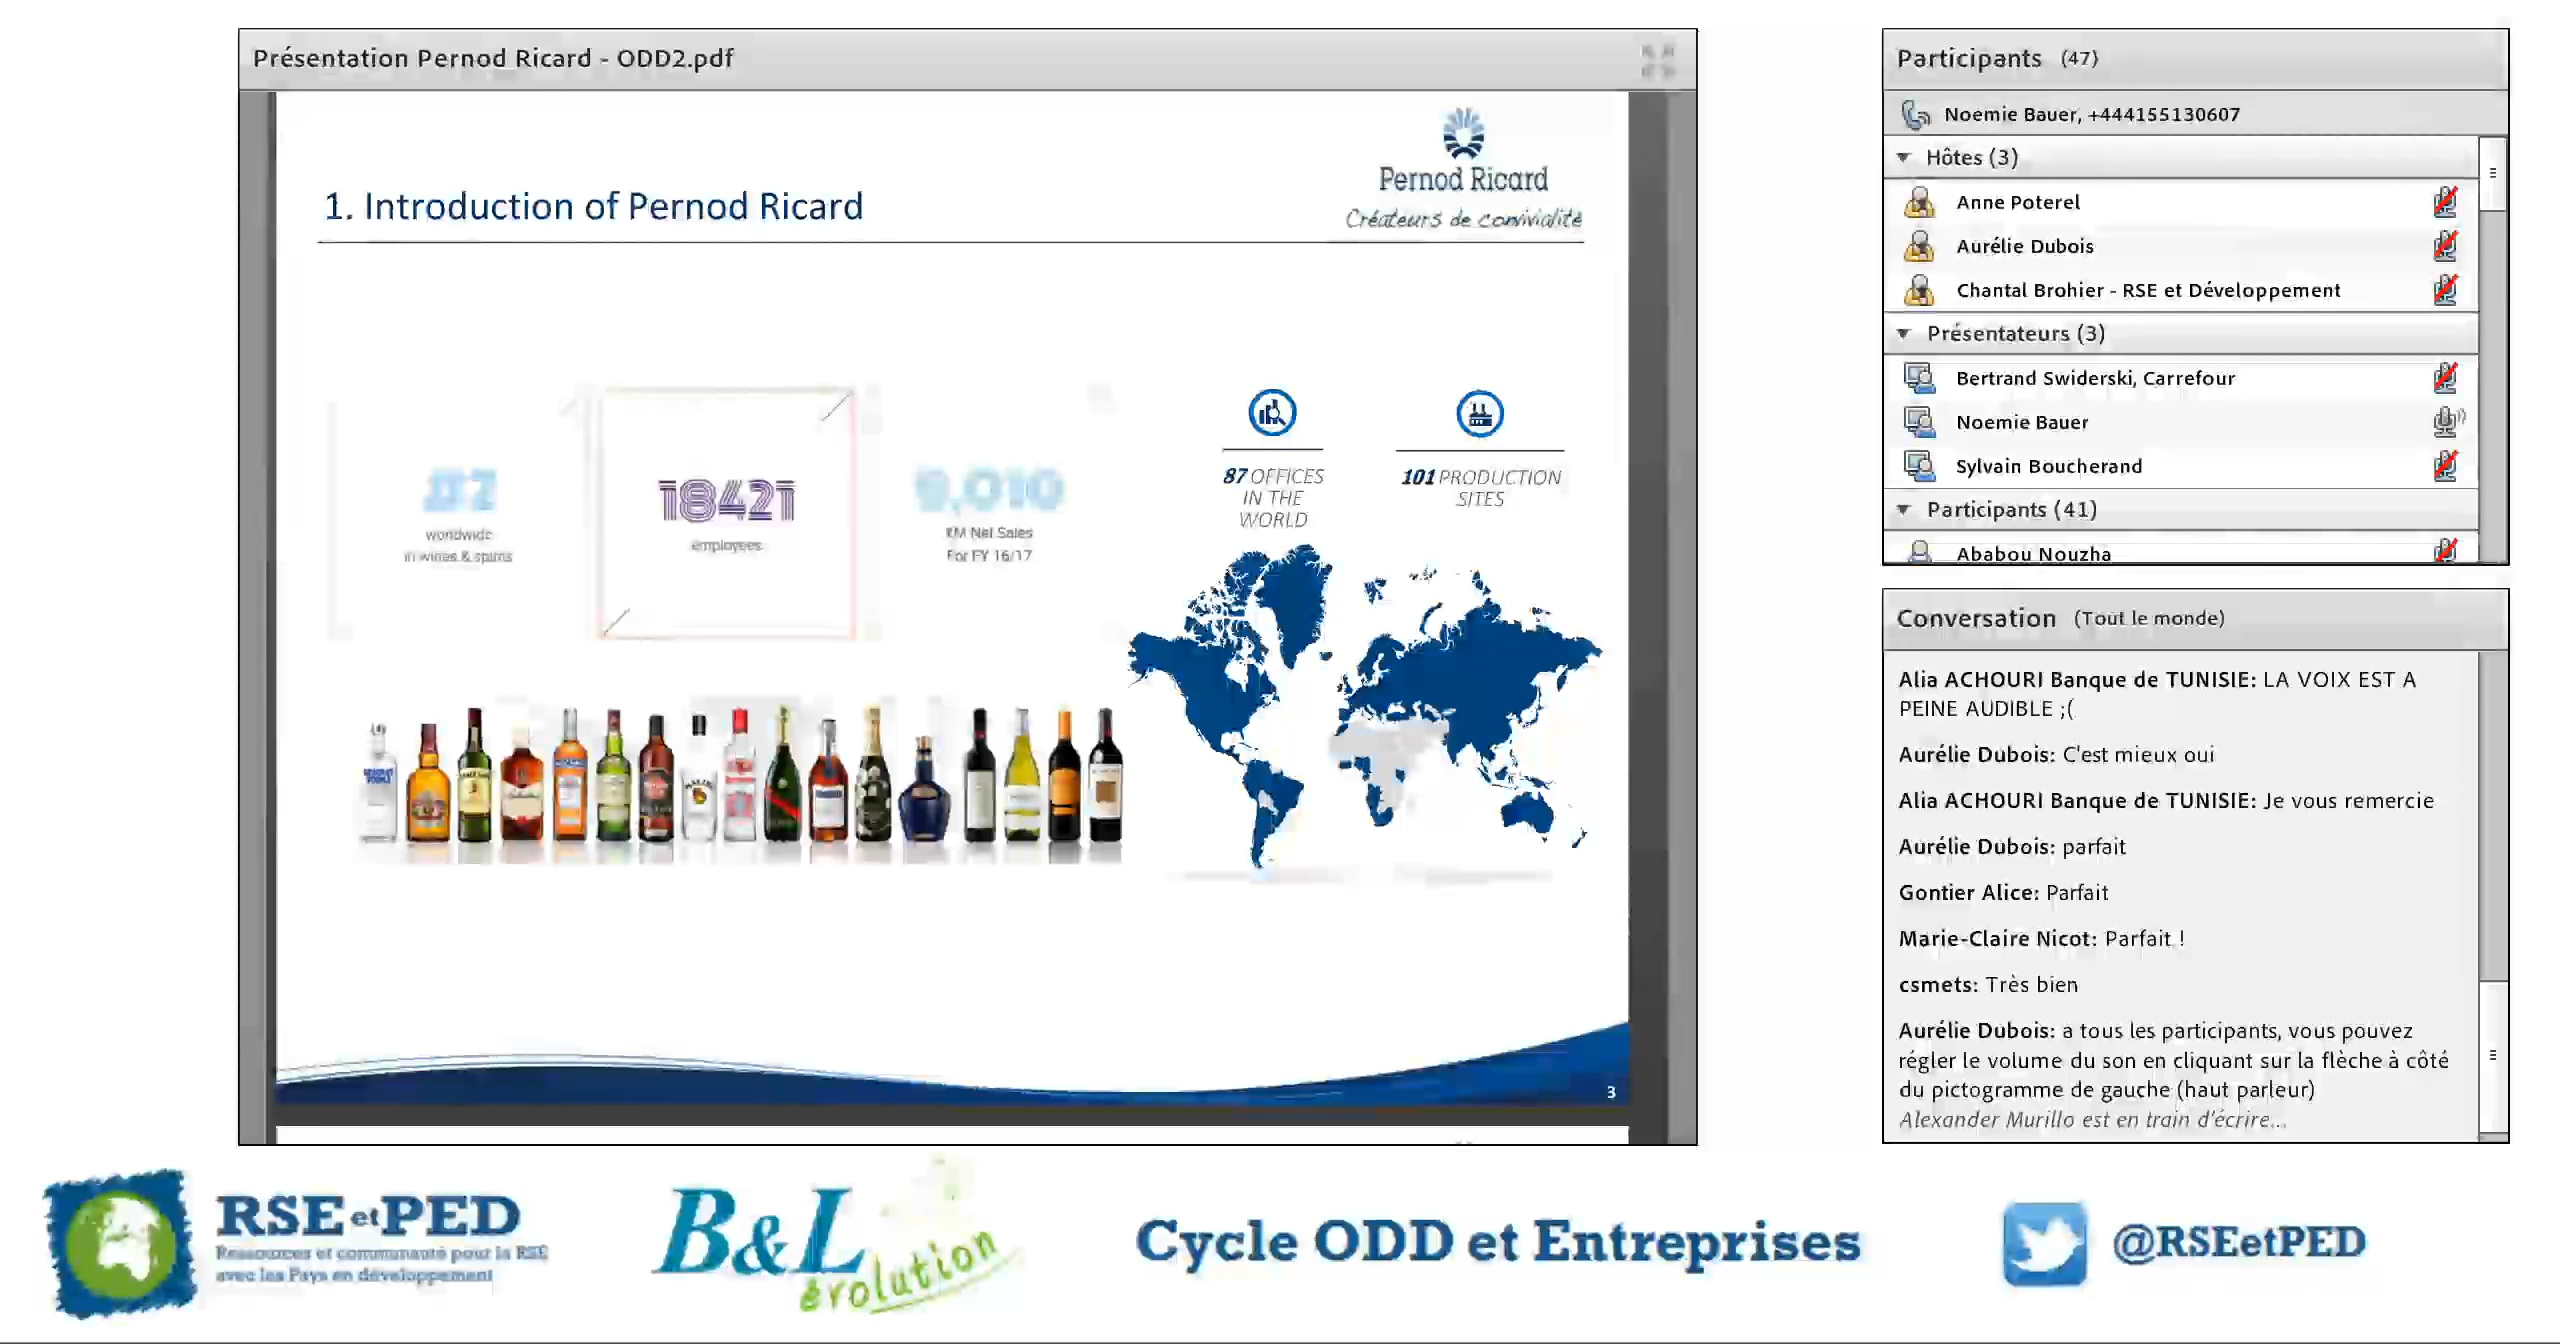 Présentation Pernod Ricard - ODD2.pdf
Pernod Ricard
Créateurs de convivialité
1. Introduction of Pernod Ricard
worldwide
in wines & spirits
18421
employees
9,010
€M Net Sales
For FY 16/17
87 OFFICES
IN THE
WORLD
101 PRODUCTION
SITES
3
Participants (47)
Noemie Bauer, +444155130607
Hôtes (3)
Anne Poterel
Aurélie Dubois
Chantal Brohier - RSE et Développement
Présentateurs (3)
Bertrand Swiderski, Carrefour
Noemie Bauer
Sylvain Boucherand
Participants (41)
Ababou Nouzha
Conversation (Tout le monde)
Alia ACHOURI Banque de TUNISIE: LA VOIX EST A
PEINE AUDIBLE ;(
Aurélie Dubois: C'est mieux oui
Alia ACHOURI Banque de TUNISIE: Je vous remercie
Aurélie Dubois: parfait
Gontier Alice: Parfait
Marie-Claire Nicot: Parfait !
csmets: Très bien
Aurélie Dubois: a tous les participants, vous pouvez
régler le volume du son en cliquant sur la flèche à côté
du pictogramme de gauche (haut parleur)
Alexander Murillo est en train d'écrire...
RSE et PED
Ressources et communauté pour la RSE
avec les Pays en développement
B&L
évolution
Cycle ODD et Entreprises
@RSEetPED